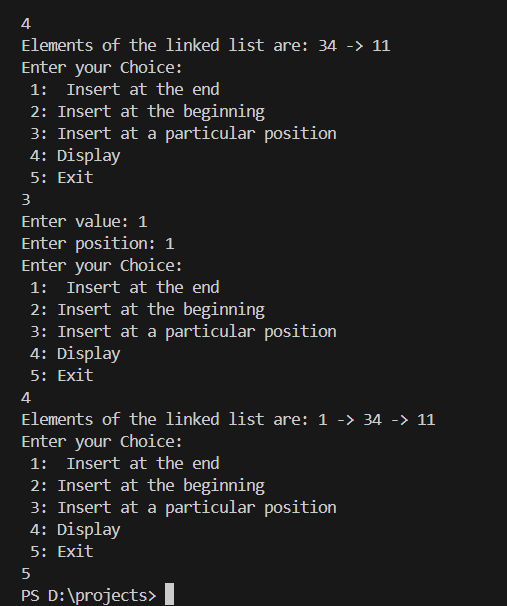 4
Elements of the linked list are: 34 -> 11
Enter your Choice:
 1:  Insert at the end
 2: Insert at the beginning
 3: Insert at a particular position
 4: Display
 5: Exit
3
Enter value: 1
Enter position: 1
Enter your Choice:
 1:  Insert at the end
 2: Insert at the beginning
 3: Insert at a particular position
 4: Display
 5: Exit
4
Elements of the linked list are: 1 -> 34 -> 11
Enter your Choice:
 1:  Insert at the end
 2: Insert at the beginning
 3: Insert at a particular position
 4: Display
 5: Exit
5
PS D:\projects>